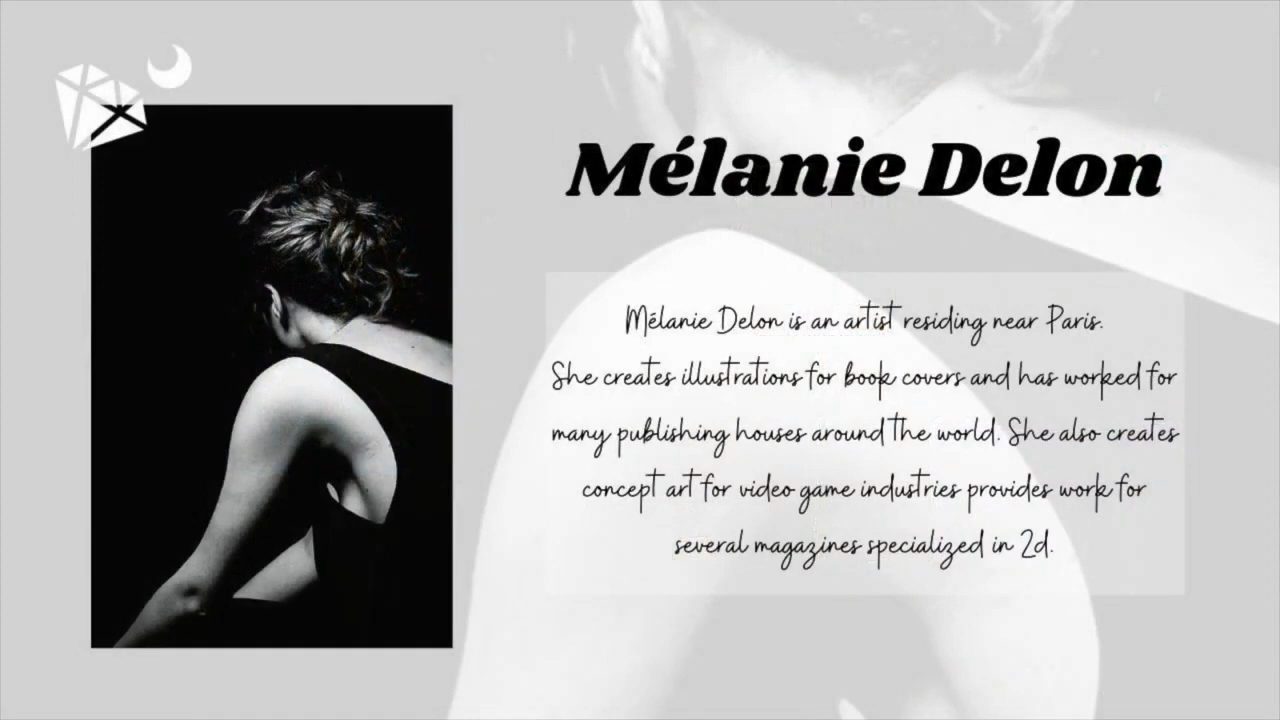 Mélanie Delon
Mélanie Delon is an artist residing near Paris.
She creates illustrations for book covers and has worked for
many publishing houses around the world. She also creates
concept art for video game industries provides work for
several magazines specialized in 2d.